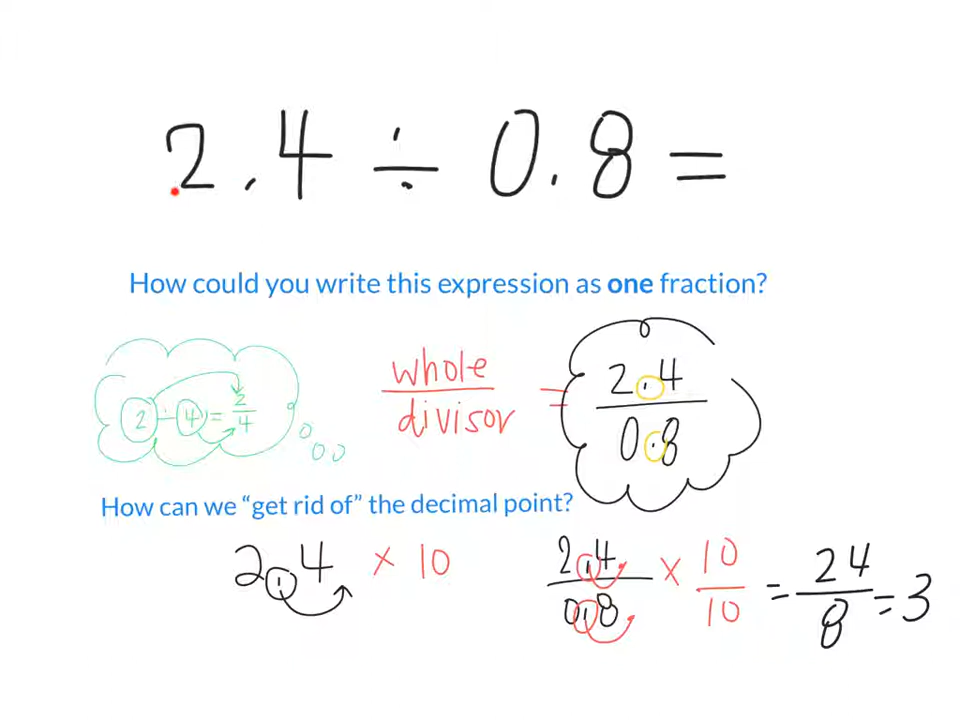 2.4 ÷ 0.8 =
How could you write this expression as one fraction?
2 ÷ 4 = 2/4
whole/divisor = 2.4/0.8
How can we “get rid of” the decimal point?
2.4 × 10
2.4/0.8 × 10/10 = 24/8 = 3